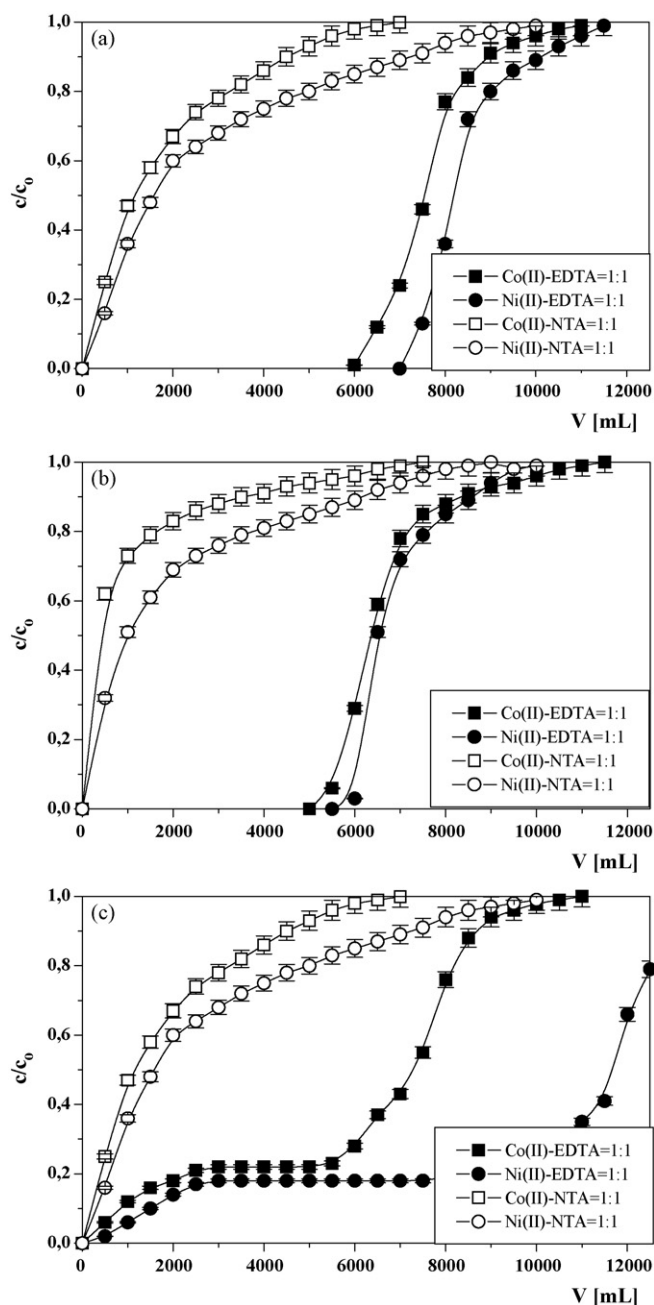 (a)
1,0
0,8
0,6
0,4
0,2
0,0
c/c₀
0 2000 4000 6000 8000 10000 12000
V [mL]
Co(II)-EDTA=1:1
Ni(II)-EDTA=1:1
Co(II)-NTA=1:1
Ni(II)-NTA=1:1
(b)
1,0
0,8
0,6
0,4
0,2
0,0
c/c₀
0 2000 4000 6000 8000 10000 12000
V [mL]
Co(II)-EDTA=1:1
Ni(II)-EDTA=1:1
Co(II)-NTA=1:1
Ni(II)-NTA=1:1
(c)
1,0
0,8
0,6
0,4
0,2
0,0
c/c₀
0 2000 4000 6000 8000 10000 12000
V [mL]
Co(II)-EDTA=1:1
Ni(II)-EDTA=1:1
Co(II)-NTA=1:1
Ni(II)-NTA=1:1